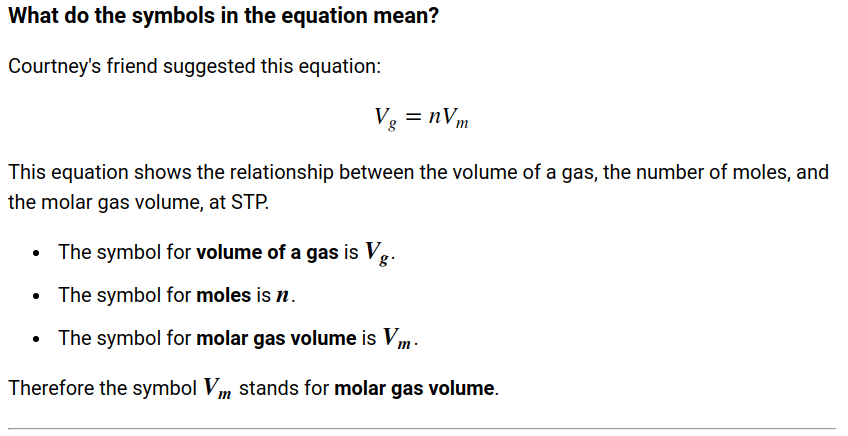 What do the symbols in the equation mean?
Courtney's friend suggested this equation:
V_g = nV_m
This equation shows the relationship between the volume of a gas, the number of moles, and
the molar gas volume, at STP.
• The symbol for volume of a gas is V_g.
• The symbol for moles is n.
• The symbol for molar gas volume is V_m.
Therefore the symbol V_m stands for molar gas volume.